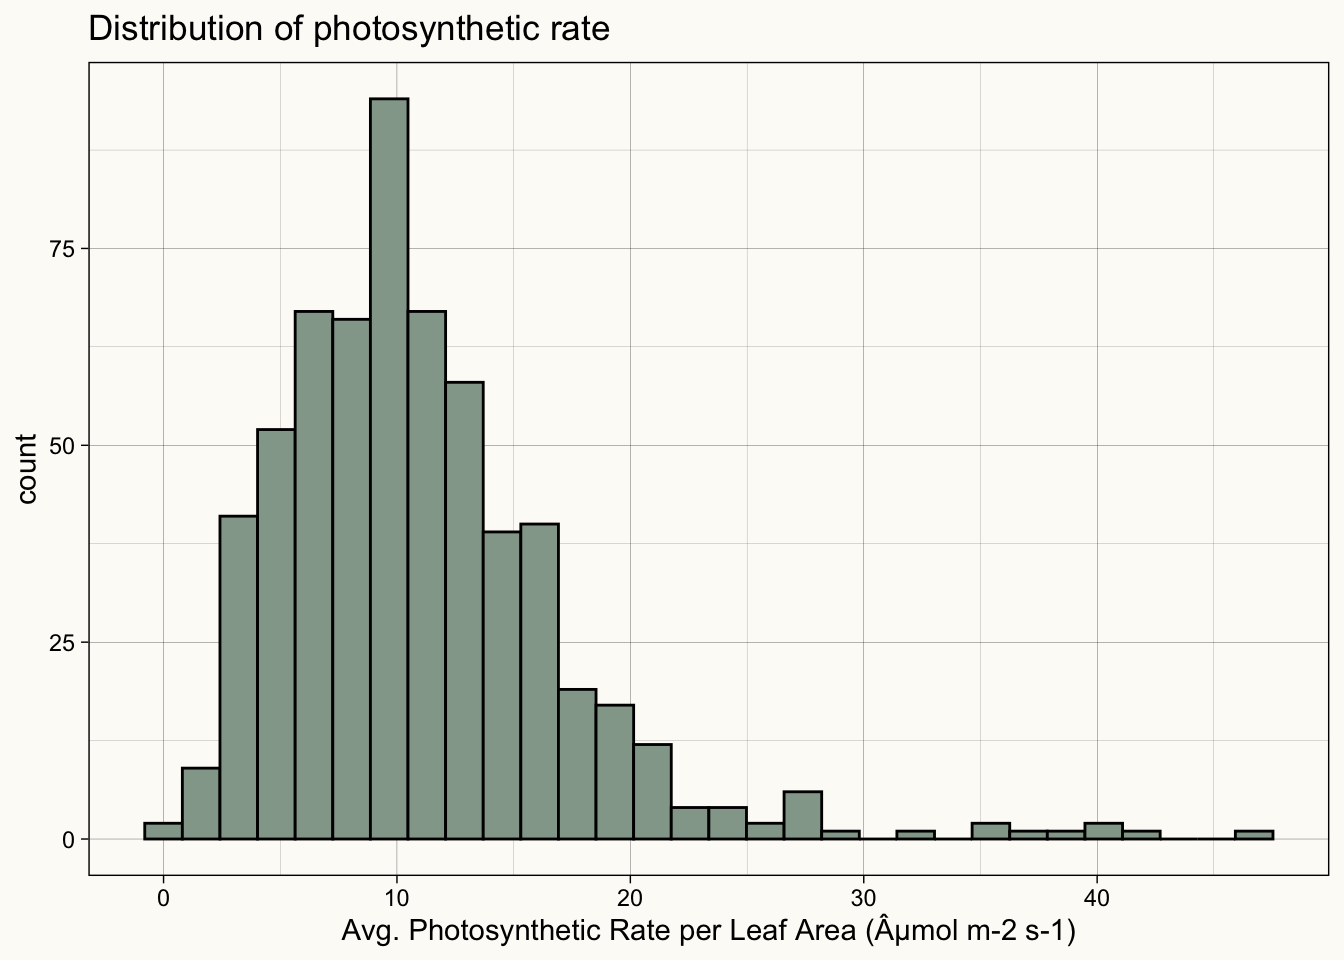 Distribution of photosynthetic rate
75
50
25
0
count
0 10 20 30 40
Avg. Photosynthetic Rate per Leaf Area (Âµmol m-2 s-1)